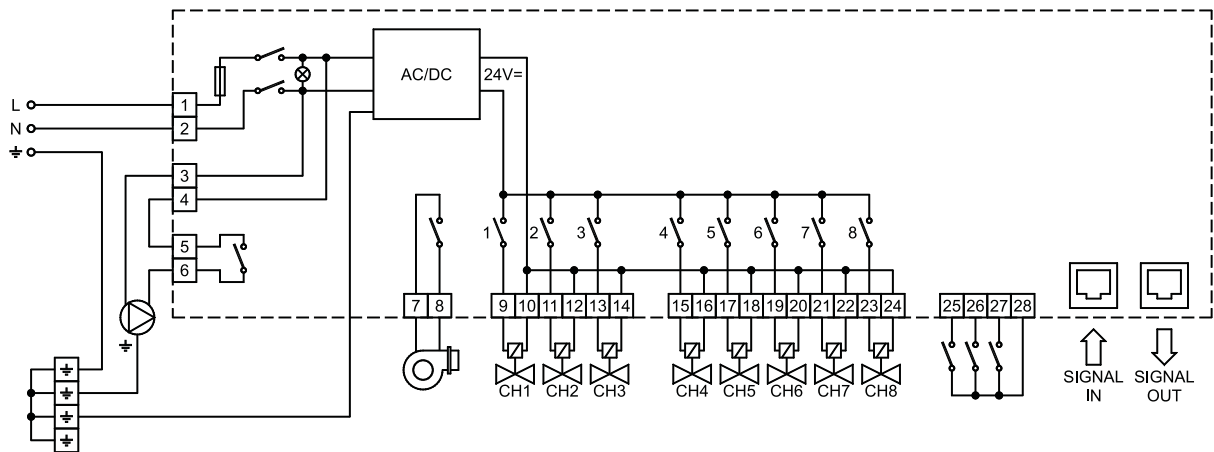 AC/DC
24V=
L
1
N
2
3
4
5
6
1
2
3
4
5
6
7
8
7
8
9
10
11
12
13
14
15
16
17
18
19
20
21
22
23
24
25
26
27
28
CH1
CH2
CH3
CH4
CH5
CH6
CH7
CH8
SIGNAL
IN
SIGNAL
OUT